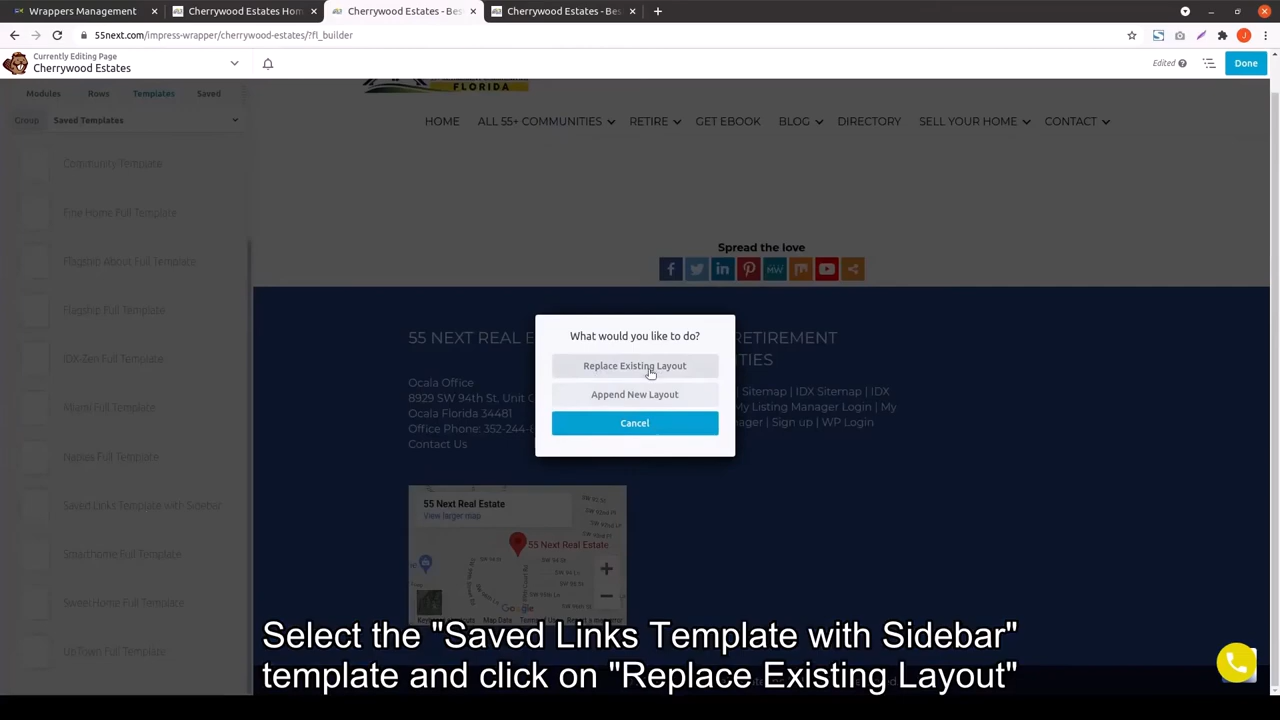 Wrappers Management
Cherrywood Estates Hom
Cherrywood Estates - Bes
Cherrywood Estates - Bes
55next.com/impress-wrapper/cherrywood-estates/?fl_builder
J
Currently Editing Page
Cherrywood Estates
Edited
Done
Modules
Rows
Templates
Saved
Group
Saved Templates
Community Template
Fine Home Full Template
Flagship About Full Template
Flagship Full Template
IDX-Zen Full Template
Miami Full Template
Naples Full Template
Saved Links Template with Sidebar
Smarthome Full Template
SweetHome Full Template
UpTown Full Template
FLORIDA
HOME
ALL 55+ COMMUNITIES
RETIRE
GET EBOOK
BLOG
DIRECTORY
SELL YOUR HOME
CONTACT
Spread the love
55 NEXT REAL E
RETIREMENT
TIES
Ocala Office
8929 SW 94th St, Unit C
Ocala Florida 34481
Office Phone: 352-244-8
Contact Us
| Sitemap | IDX Sitemap | IDX
My Listing Manager Login | My
ager | Sign up | WP Login
What would you like to do?
Replace Existing Layout
Append New Layout
Cancel
55 Next Real Estate
View larger map
55 Next Real Estate
Google
Map Data
Select the "Saved Links Template with Sidebar"
template and click on "Replace Existing Layout"